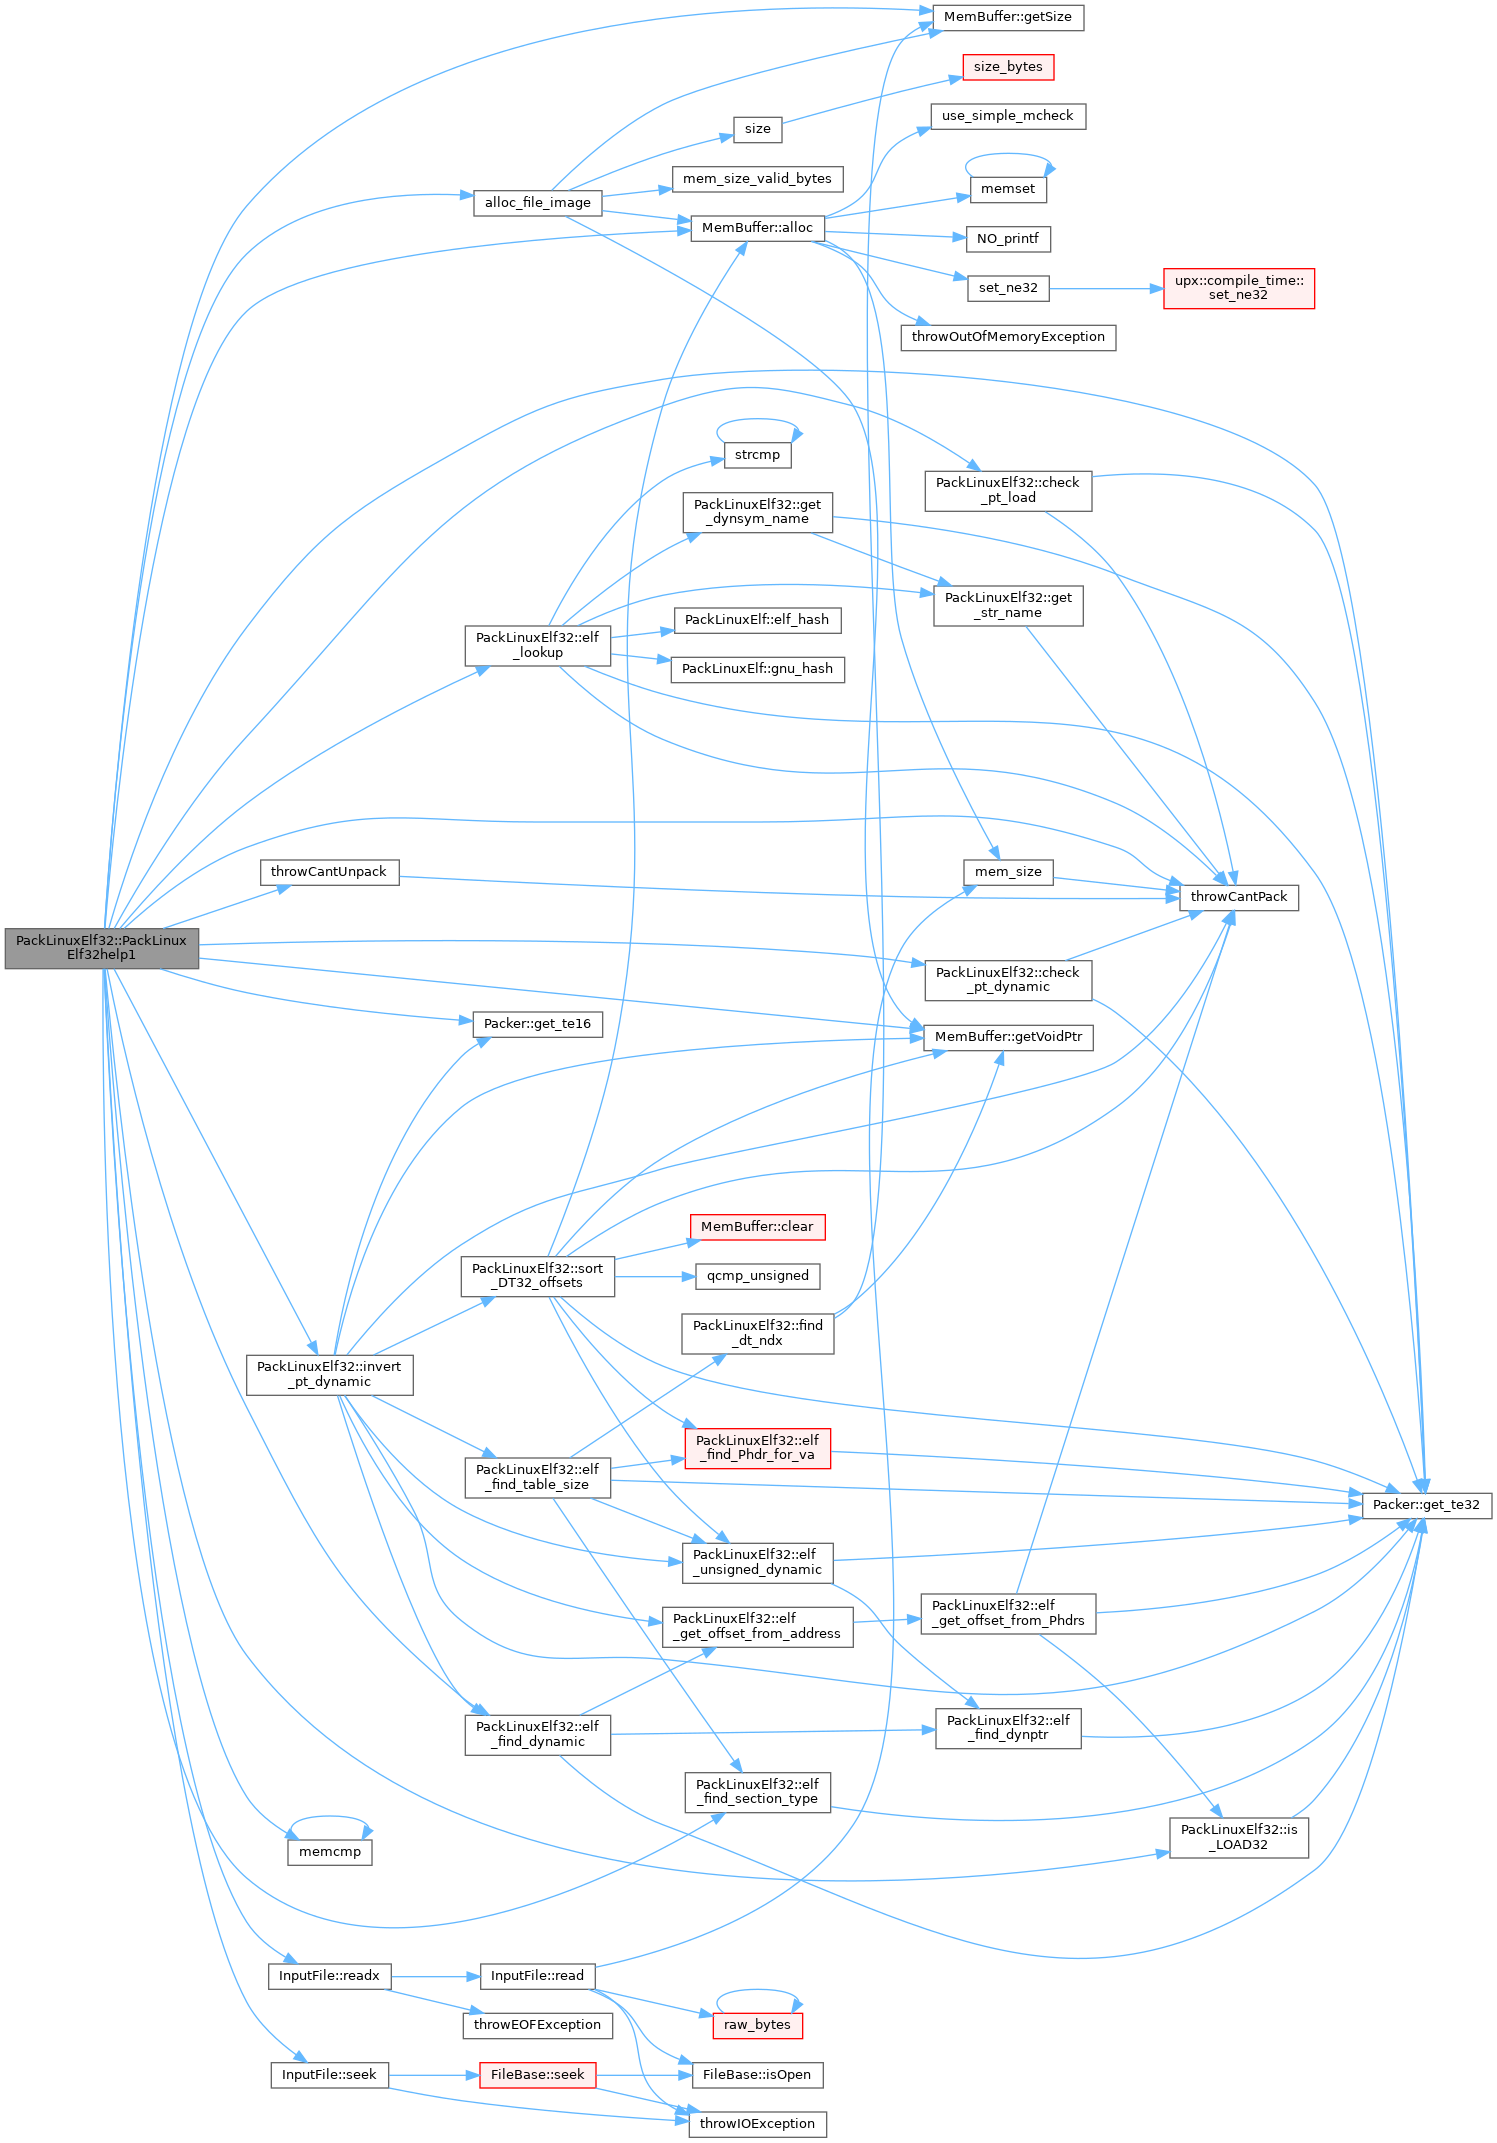 MemBuffer::getSize
size_bytes
use_simple_mcheck
size
mem_size_valid_bytes
memset
alloc_file_image
MemBuffer::alloc
NO_printf
set_ne32
upx::compile_time::
set_ne32
throwOutOfMemoryException
strcmp
PackLinuxElf32::check
_pt_load
PackLinuxElf32::get
_dynsym_name
PackLinuxElf32::get
_str_name
PackLinuxElf::elf_hash
PackLinuxElf32::elf
_lookup
PackLinuxElf::gnu_hash
throwCantUnpack
mem_size
throwCantPack
PackLinuxElf32::PackLinux
Elf32help1
PackLinuxElf32::check
_pt_dynamic
Packer::get_te16
MemBuffer::getVoidPtr
MemBuffer::clear
PackLinuxElf32::sort
_DT32_offsets
qcmp_unsigned
PackLinuxElf32::find
_dt_ndx
PackLinuxElf32::invert
_pt_dynamic
PackLinuxElf32::elf
_find_Phdr_for_va
PackLinuxElf32::elf
_find_table_size
Packer::get_te32
PackLinuxElf32::elf
_unsigned_dynamic
PackLinuxElf32::elf
_get_offset_from_Phdrs
PackLinuxElf32::elf
_get_offset_from_address
PackLinuxElf32::elf
_find_dynamic
PackLinuxElf32::elf
_find_dynptr
PackLinuxElf32::elf
_find_section_type
PackLinuxElf32::is
_LOAD32
memcmp
InputFile::readx
InputFile::read
throwEOFException
raw_bytes
InputFile::seek
FileBase::seek
FileBase::isOpen
throwIOException